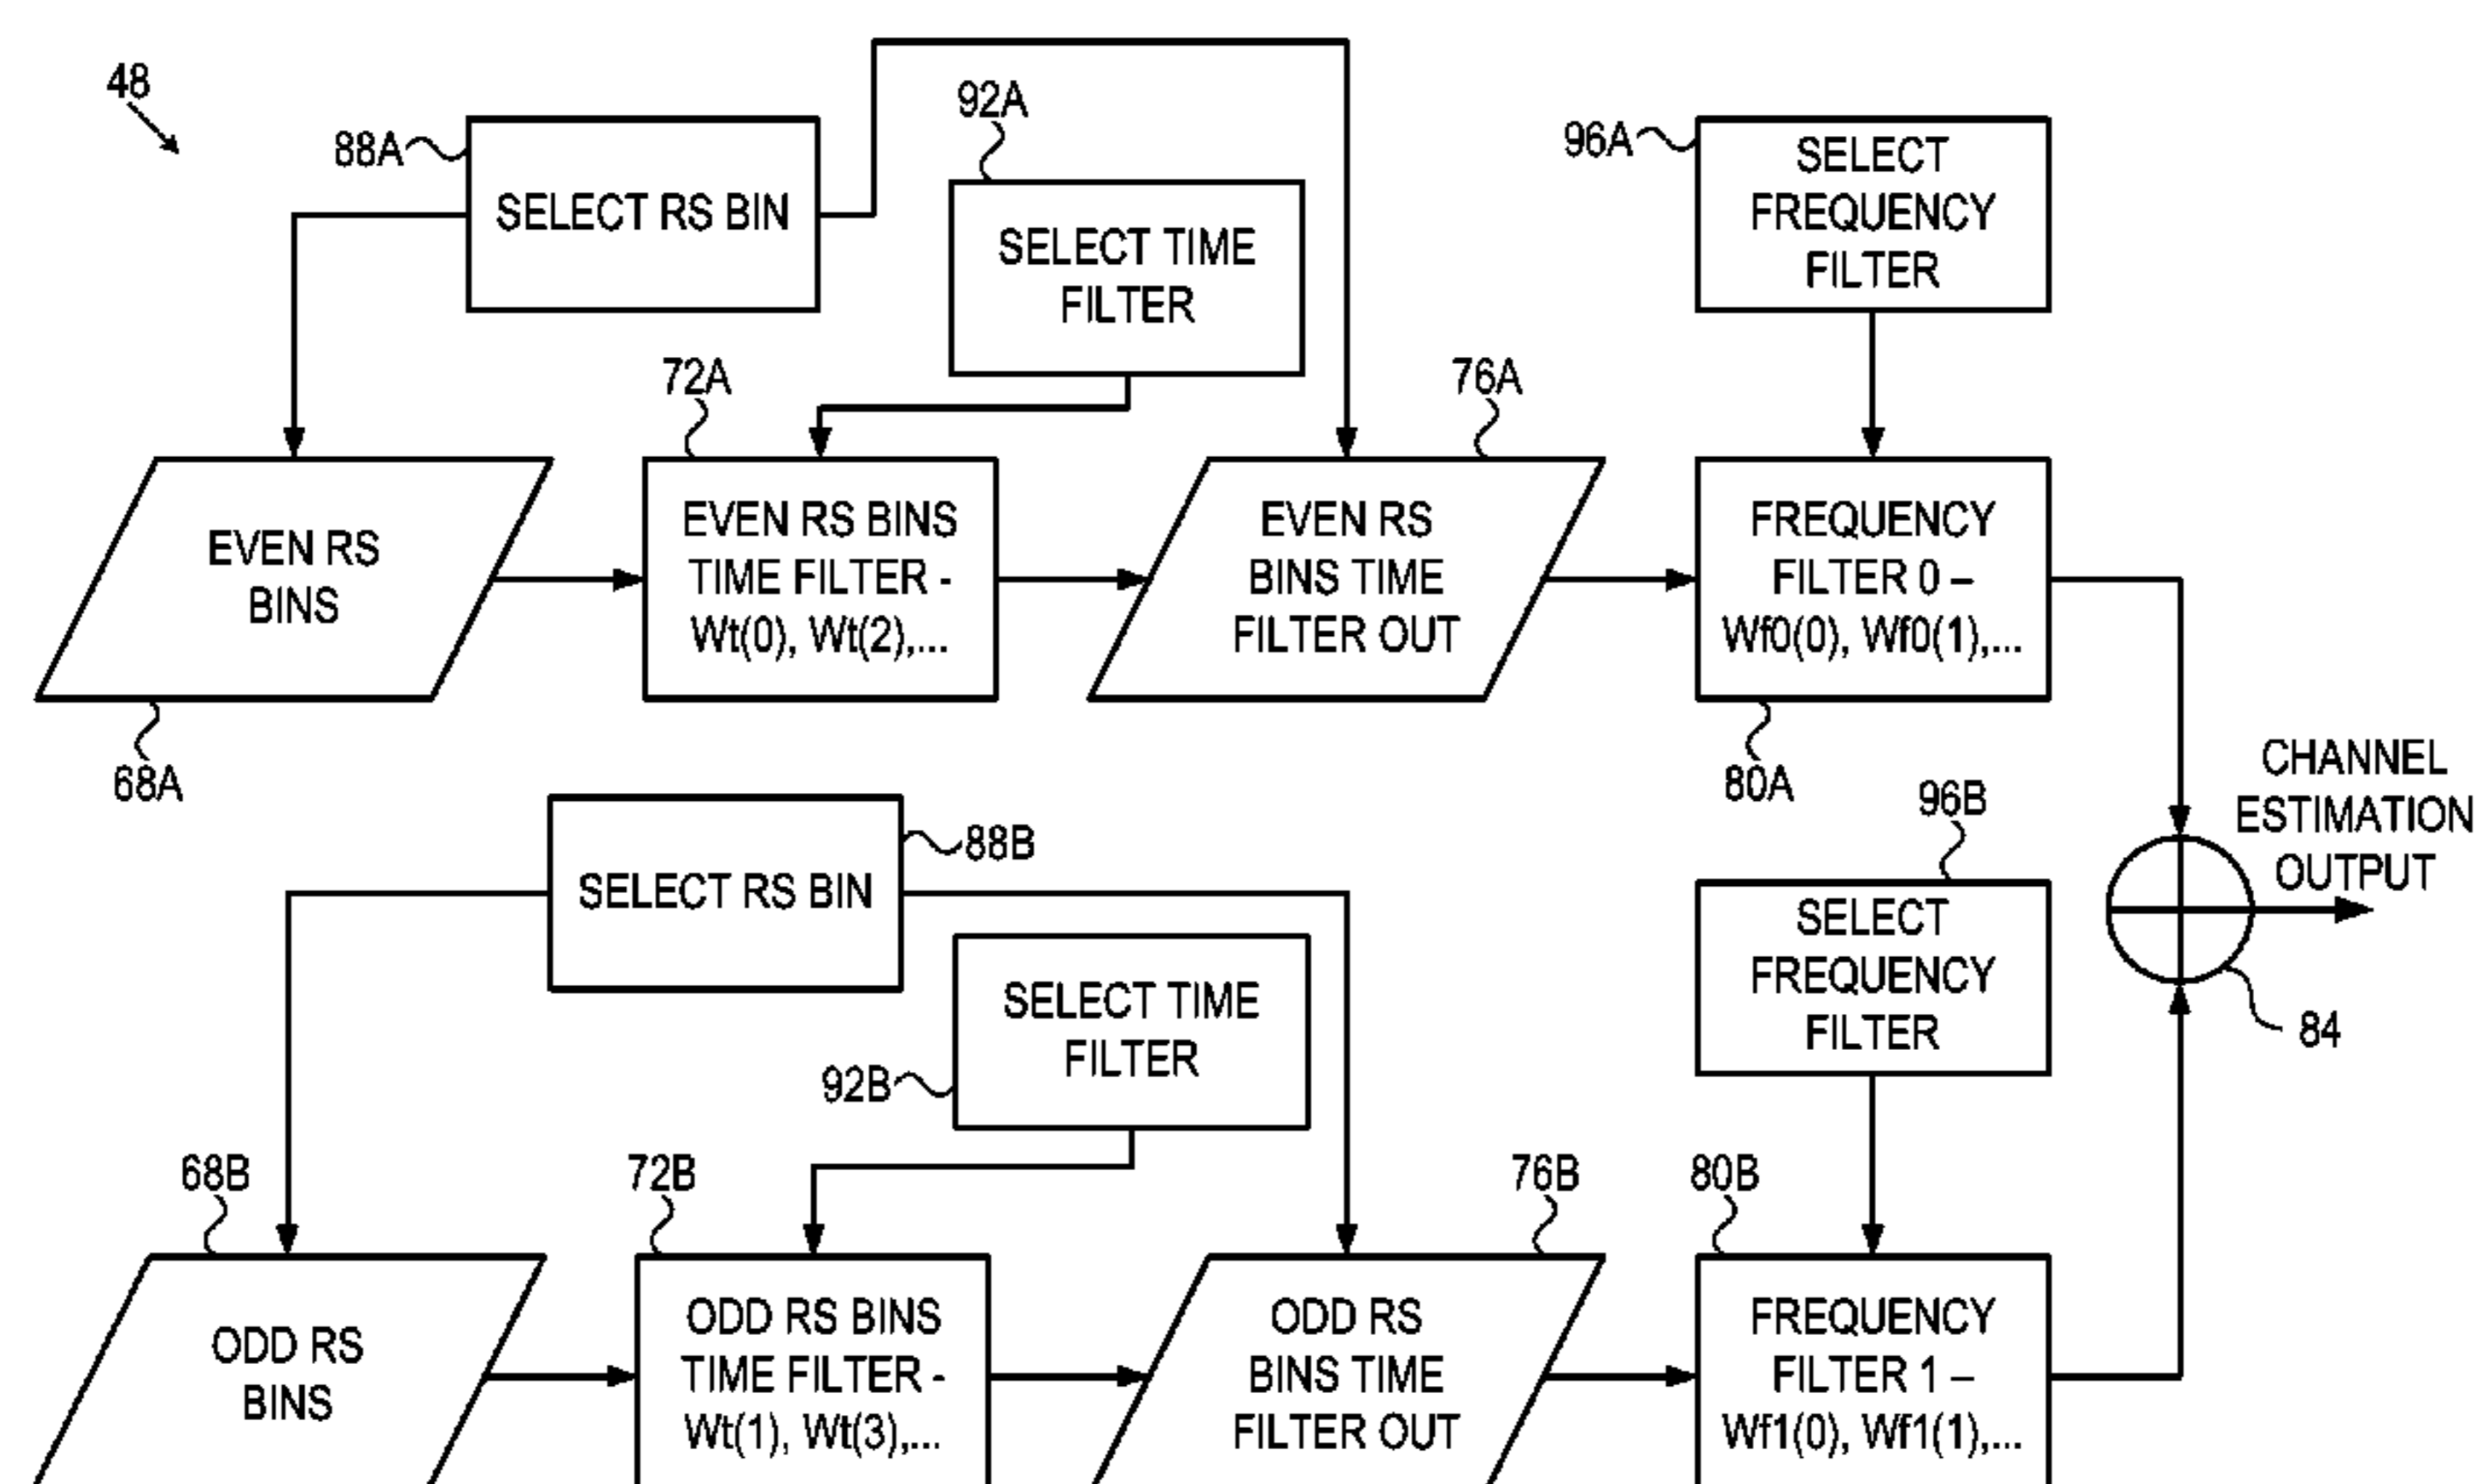 48
88A
SELECT RS BIN
92A
SELECT TIME
FILTER
96A
SELECT
FREQUENCY
FILTER
72A
76A
EVEN RS
BINS
EVEN RS BINS
TIME FILTER -
Wt(0), Wt(2),...
EVEN RS
BINS TIME
FILTER OUT
FREQUENCY
FILTER 0 –
Wf0(0), Wf0(1),...
68A
80A
CHANNEL
ESTIMATION
OUTPUT
88B
SELECT RS BIN
96B
SELECT
FREQUENCY
FILTER
84
SELECT TIME
FILTER
92B
68B
72B
76B
80B
ODD RS
BINS
ODD RS BINS
TIME FILTER -
Wt(1), Wt(3),...
ODD RS
BINS TIME
FILTER OUT
FREQUENCY
FILTER 1 –
Wf1(0), Wf1(1),...